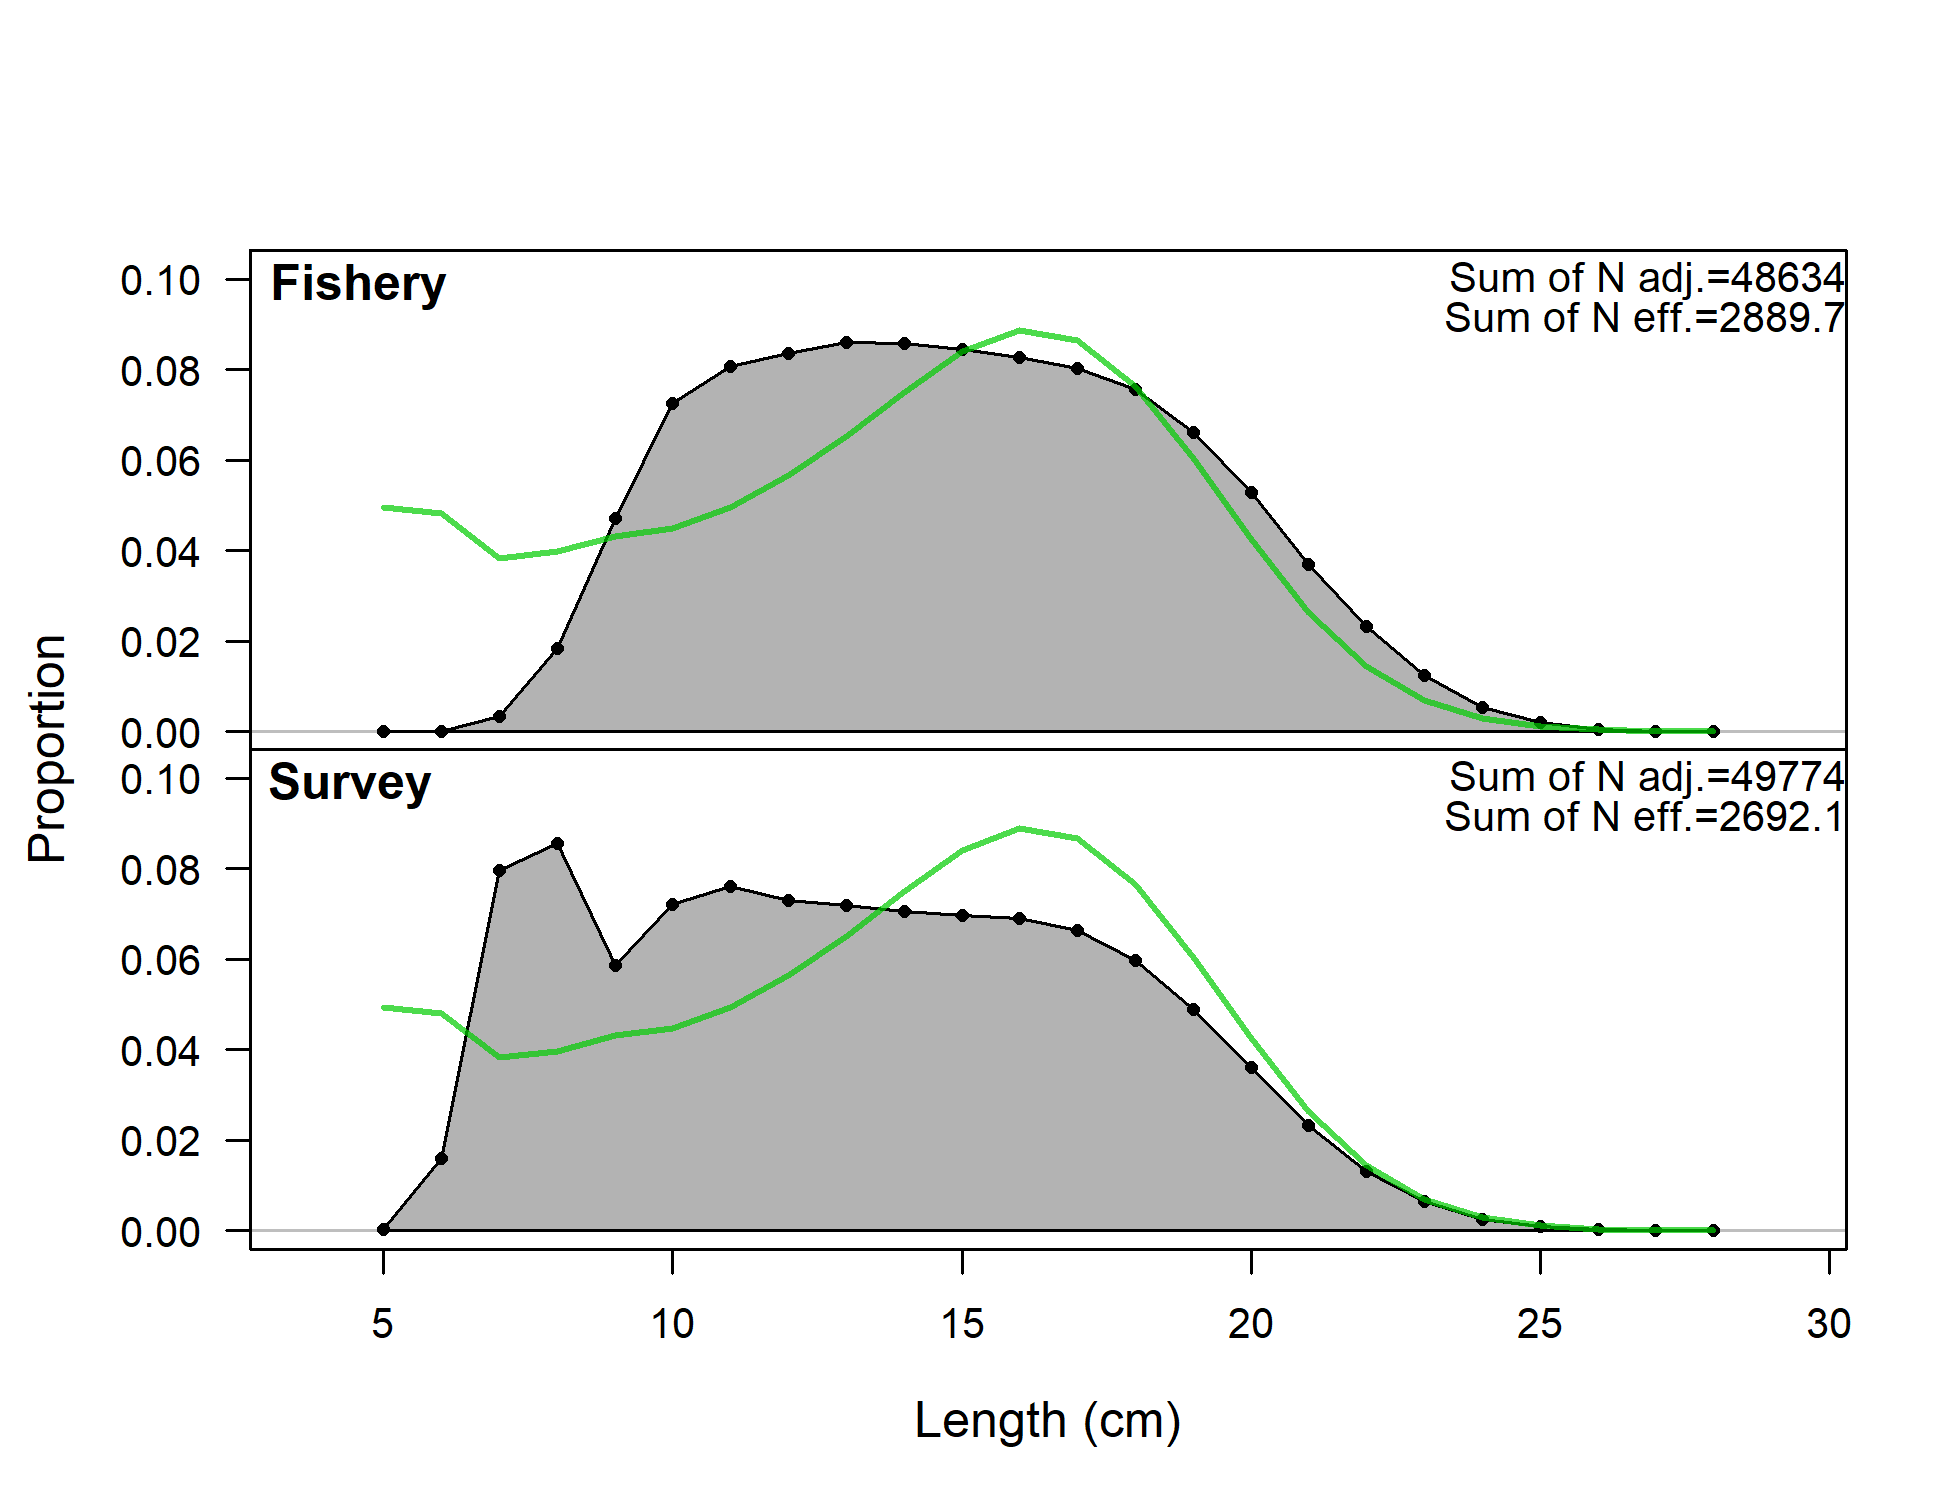 Fishery
Sum of N adj.=48634
Sum of N eff.=2889.7
0.10
0.08
0.06
0.04
0.02
0.00
Survey
Sum of N adj.=49774
Sum of N eff.=2692.1
0.10
0.08
0.06
0.04
0.02
0.00
Proportion
5 10 15 20 25 30
Length (cm)